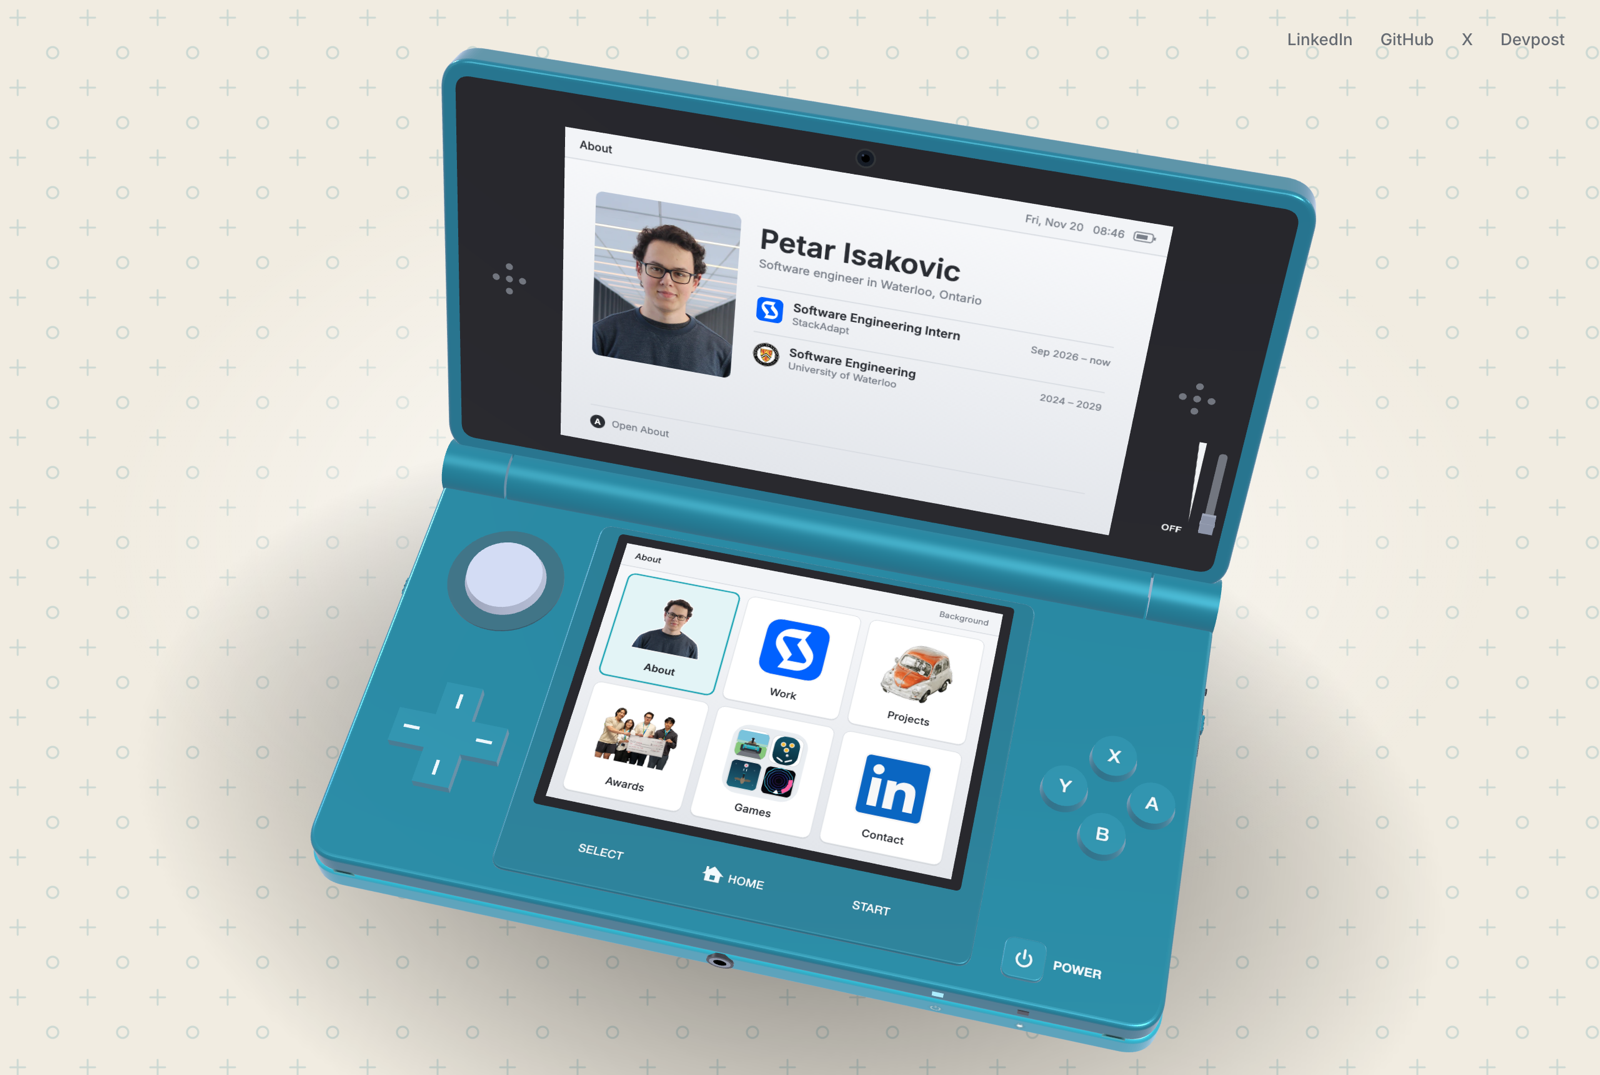 LinkedIn GitHub X Devpost
About
Fri, Nov 20 08:46
Petar Isakovic
Software engineer in Waterloo, Ontario
Software Engineering Intern
StackAdapt
Sep 2026 – now
Software Engineering
University of Waterloo
2024 – 2029
A Open About
OFF
About
Background
About
Work
Projects
Awards
Games
in
Contact
X
Y
A
B
SELECT
HOME
START
POWER